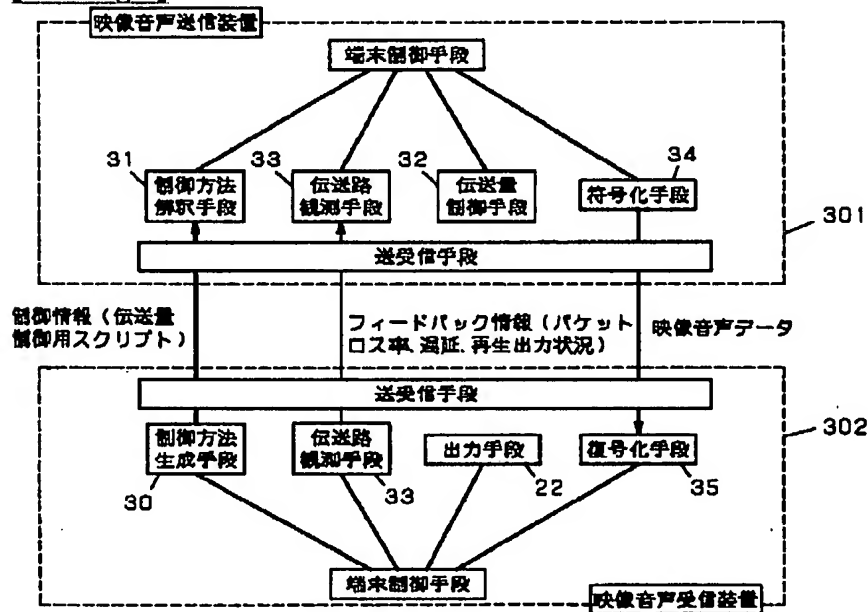 映像音声送信装置
端末制御手段
31
33
32
34
制御方法
解釈手段
伝送路
観測手段
伝送量
制御手段
符号化手段
301
送受信手段
制御情報(伝送量
制御用スクリプト)
フィードバック情報(パケット
ロス率、遅延、再生出力状況)
映像音声データ
送受信手段
302
制御方法
生成手段
伝送路
観測手段
出力手段
復号化手段
30
33
22
35
端末制御手段
映像音声受信装置